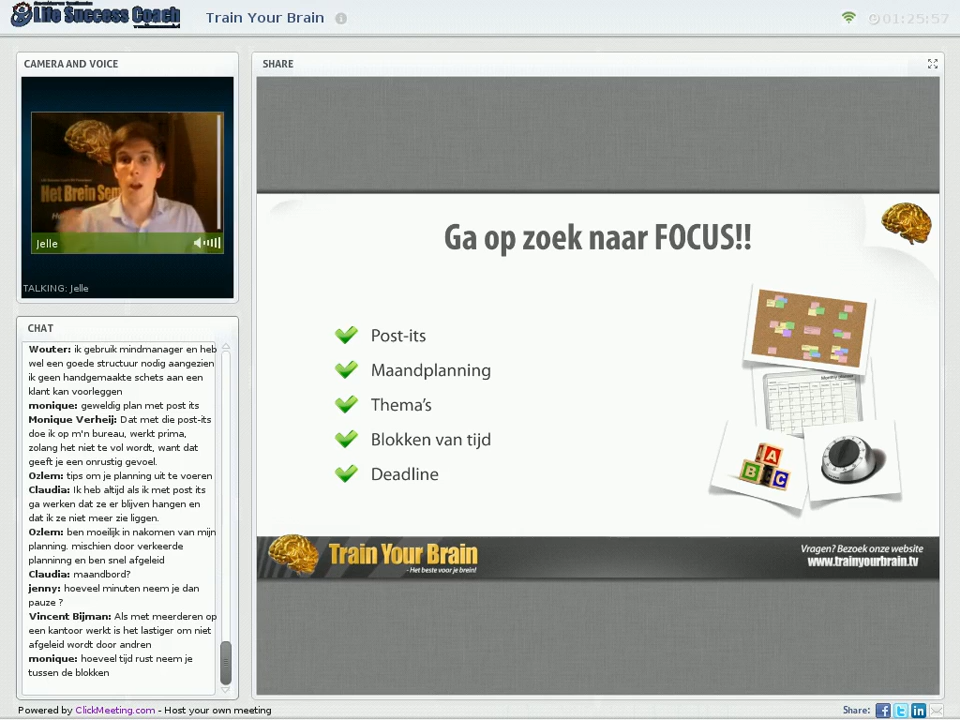 Life Success Coach
Train Your Brain
01:25:57
CAMERA AND VOICE
Het Brein Sem
Jelle
TALKING: Jelle
SHARE
Ga op zoek naar FOCUS!!
Post-its
Maandplanning
Thema's
Blokken van tijd
Deadline
A
B
C
Train Your Brain
- Het beste voor je brein!
Vragen? Bezoek onze website
www.trainyourbrain.tv
CHAT
Wouter: ik gebruik mindmanager en heb
wel een goede structuur nodig aangezien
ik geen handgemaakte schets aan een
klant kan voorleggen
monique: geweldig plan met post its
Monique Verheij: Dat met die post-its
doe ik op m'n bureau, werkt prima,
zolang het niet te vol wordt, want dat
geeft je een onrustig gevoel.
Ozlem: tips om je planning uit te voeren
Claudia: Ik heb altijd als ik met post its
ga werken dat ze er blijven hangen en
dat ik ze niet meer zie liggen.
Ozlem: ben moeilijk in nakomen van mijn
planning. mischien door verkeerde
planninng en ben snel afgeleid
Claudia: maandbord?
jenny: hoeveel minuten neem je dan
pauze ?
Vincent Bijman: Als met meerderen op
een kantoor werkt is het lastiger om niet
afgeleid wordt door andren
monique: hoeveel tijd rust neem je
tussen de blokken
Powered by ClickMeeting.com - Host your own meeting
Share: